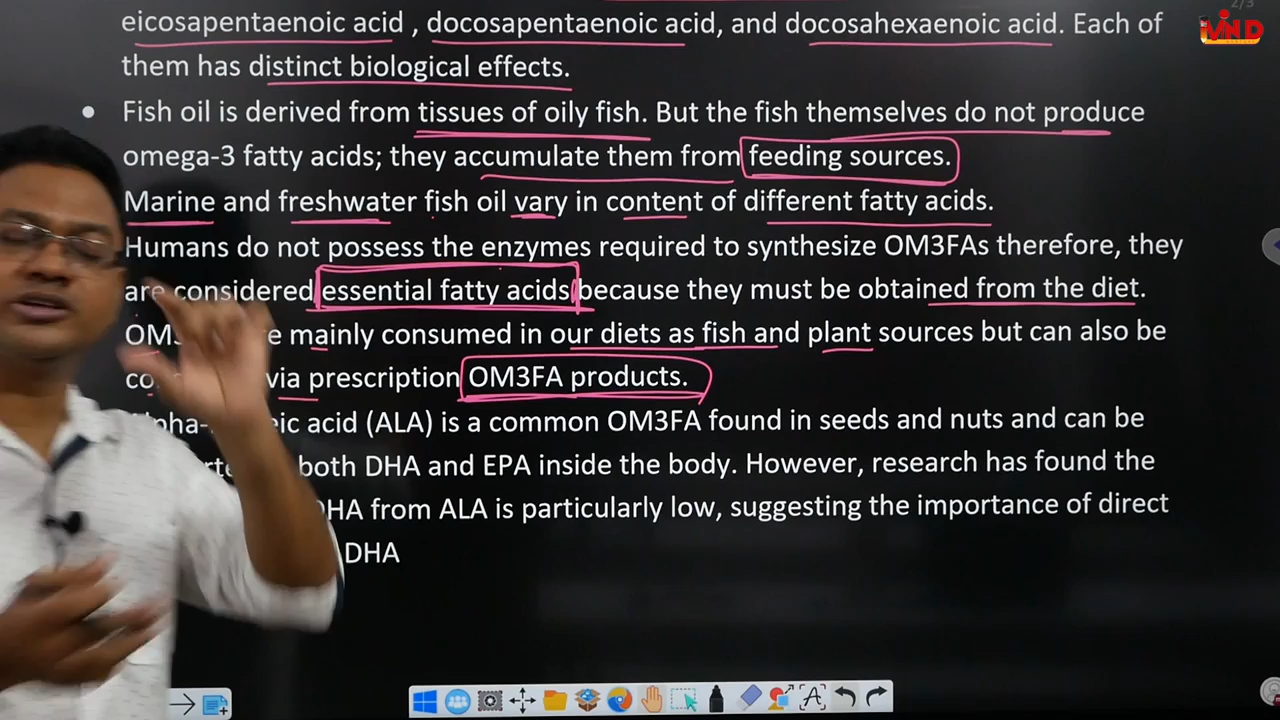 2/3
MIND
eicosapentaenoic acid , docosapentaenoic acid, and docosahexaenoic acid. Each of
them has distinct biological effects.
• Fish oil is derived from tissues of oily fish. But the fish themselves do not produce
omega-3 fatty acids; they accumulate them from feeding sources.
Marine and freshwater fish oil vary in content of different fatty acids.
Humans do not possess the enzymes required to synthesize OM3FAs therefore, they
are considered essential fatty acids because they must be obtained from the diet.
mainly consumed in our diets as fish and plant sources but can also be
via prescription OM3FA products.
acid (ALA) is a common OM3FA found in seeds and nuts and can be
both DHA and EPA inside the body. However, research has found the
from ALA is particularly low, suggesting the importance of direct
DHA